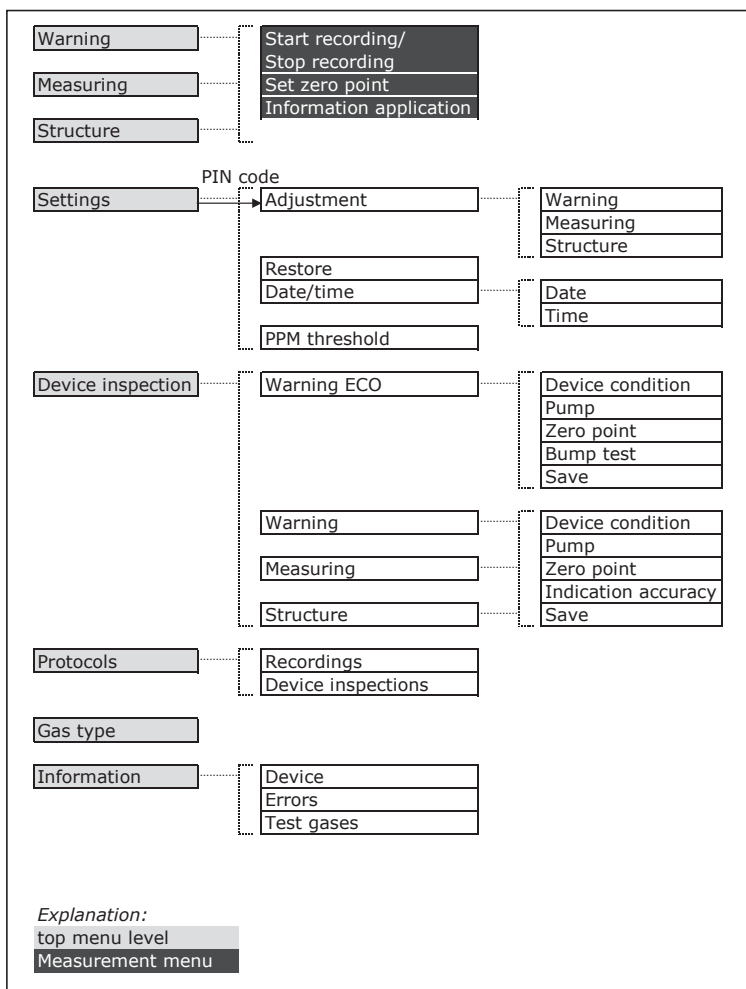 Warning
Start recording/
Stop recording
Measuring
Set zero point
Information application
Structure
PIN code
Settings
Adjustment
Warning
Measuring
Structure
Restore
Date/time
Date
Time
PPM threshold
Device inspection
Warning ECO
Device condition
Pump
Zero point
Bump test
Save
Warning
Device condition
Pump
Measuring
Zero point
Indication accuracy
Structure
Save
Protocols
Recordings
Device inspections
Gas type
Information
Device
Errors
Test gases
Explanation:
top menu level
Measurement menu